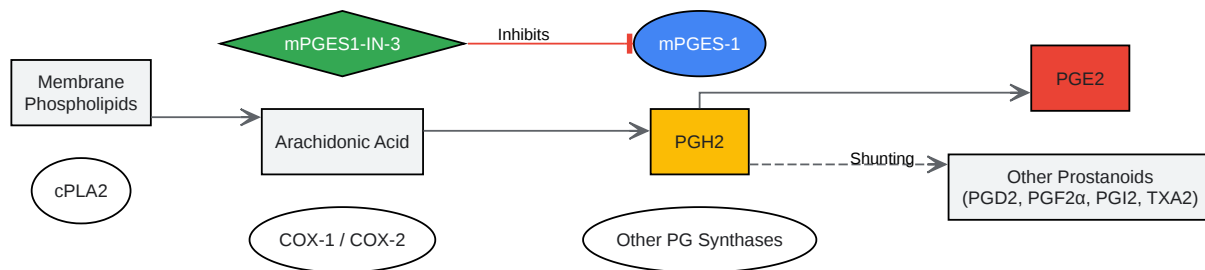 mPGES1-IN-3
Inhibits
mPGES-1
Membrane
Phospholipids
PGE2
Arachidonic Acid
PGH2
Shunting
Other Prostanoids
(PGD2, PGF2α, PGI2, TXA2)
cPLA2
COX-1 / COX-2
Other PG Synthases